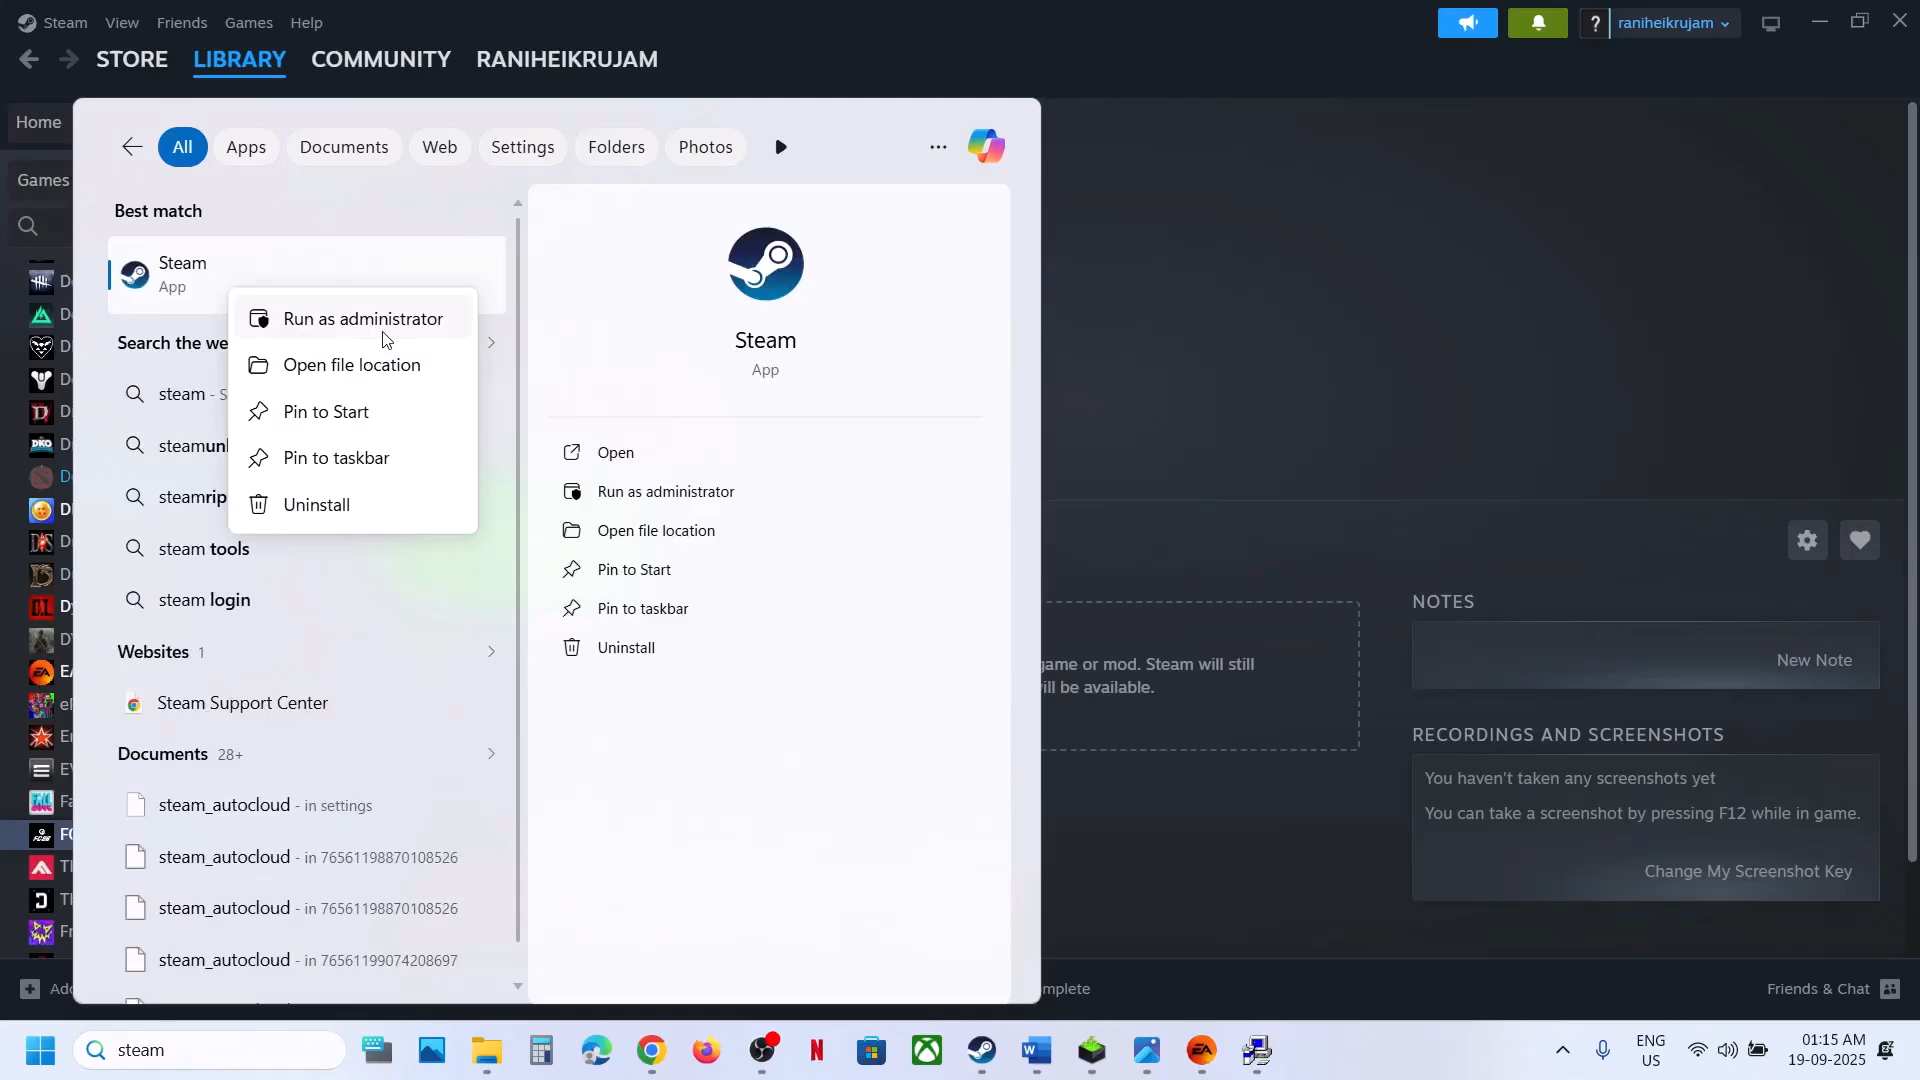 Steam View Friends Games Help
? raniheikrujam
STORE LIBRARY COMMUNITY RANIHEIKRUJAM
Home
Games
All Apps Documents Web Settings Folders Photos
Best match
Steam
App
Run as administrator
Open file location
Pin to Start
Pin to taskbar
Uninstall
Search the we
steam - S
steamun
steamrip
steam tools
steam login
Websites 1
Steam Support Center
Documents 28+
steam_autocloud - in settings
steam_autocloud - in 76561198870108526
steam_autocloud - in 76561198870108526
steam_autocloud - in 76561199074208697
Steam
App
Open
Run as administrator
Open file location
Pin to Start
Pin to taskbar
Uninstall
game or mod. Steam will still
ill be available.
NOTES
New Note
RECORDINGS AND SCREENSHOTS
You haven't taken any screenshots yet
You can take a screenshot by pressing F12 while in game.
Change My Screenshot Key
Add
mplete
Friends & Chat
steam
ENG
US
01:15 AM
19-09-2025